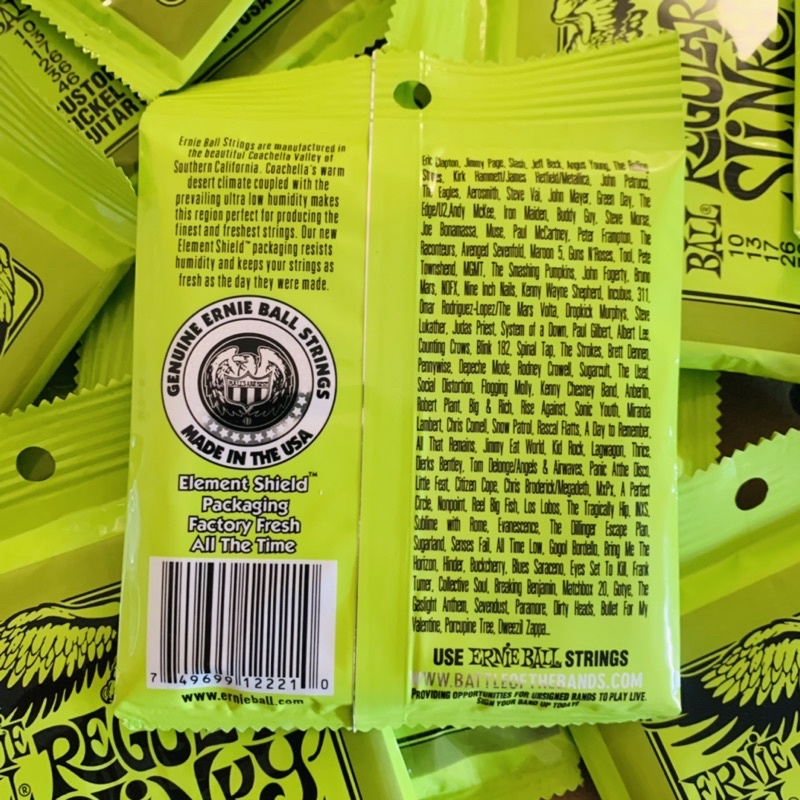 Ernie Ball Strings are manufactured in
the beautiful Coachella Valley of
Southern California. Coachella's warm
desert climate coupled with the
prevailing ultra low humidity makes
this region perfect for producing the
finest and freshest strings. Our new
Element Shield™ packaging resists
humidity and keeps your strings as
fresh as the day they were made.
GENUINE ERNIE BALL STRINGS
MADE IN THE USA
Element Shield™
Packaging
Factory Fresh
All The Time
7 49699 12221 0
www.ernieball.com
Eric Clapton, Jimmy Page, Slash, Jeff Beck, Angus Young, The Rolling
Stones, Kirk Hammett/James Hetfield/Metallica, John Petrucci,
The Eagles, Aerosmith, Steve Vai, John Mayer, Green Day, The
Edge/U2,Andy McKee, Iron Maiden, Buddy Guy, Steve Morse,
Joe Bonamassa, Muse, Paul McCartney, Peter Frampton, The
Raconteurs, Avenged Sevenfold, Maroon 5, Guns N'Roses, Tool, Pete
Townshend, MGMT, The Smashing Pumpkins, John Fogerty, Bruno
Mars, NOFX, Nine Inch Nails, Kenny Wayne Shepherd, Incubus, 311,
Omar Rodriguez-Lopez/The Mars Volta, Dropkick Murphys, Steve
Lukather, Judas Priest, System of a Down, Paul Gilbert, Albert Lee,
Counting Crows, Blink 182, Spinal Tap, The Strokes, Brett Dennen,
Pennywise, Depeche Mode, Rodney Crowell, Sugarcult, The Used,
Social Distortion, Flogging Molly, Kenny Chesney Band, Anberlin,
Robert Plant, Big & Rich, Rise Against, Sonic Youth, Miranda
Lambert, Chris Cornell, Snow Patrol, Rascal Flatts, A Day to Remember,
All That Remains, Jimmy Eat World, Kid Rock, Lagwagon, Thrice,
Dierks Bentley, Tom Delonge/Angels & Airwaves, Panic Atthe Disco,
Little Feat, Citizen Cope, Chris Broderick/Megadeth, MxPx, A Perfect
Circle, Nonpoint, Reel Big Fish, Los Lobos, The Tragically Hip, INXS,
Sublime with Rome, Evanescence, The Dillinger Escape Plan,
Sugarland, Senses Fail, All Time Low, Gogol Bordello, Bring Me The
Horizon, Hinder, Buckcherry, Blues Saraceno, Eyes Set To Kill, Frank
Turner, Collective Soul, Breaking Benjamin, Matchbox 20, Gotye, The
Gaslight Anthem, Sevendust, Paramore, Dirty Heads, Bullet For My
Valentine, Porcupine Tree, Dweezil Zappa...
USE ERNIE BALL STRINGS
WWW.BATTLEOFTHEBANDS.COM
PROVIDING OPPORTUNITIES FOR UNSIGNED BANDS TO PLAY LIVE.
SIGN YOUR BAND UP TODAY!
BALL®
REGULAR
SLINKY
10
13
17
26
REGULAR
SLINKY
ERNIE